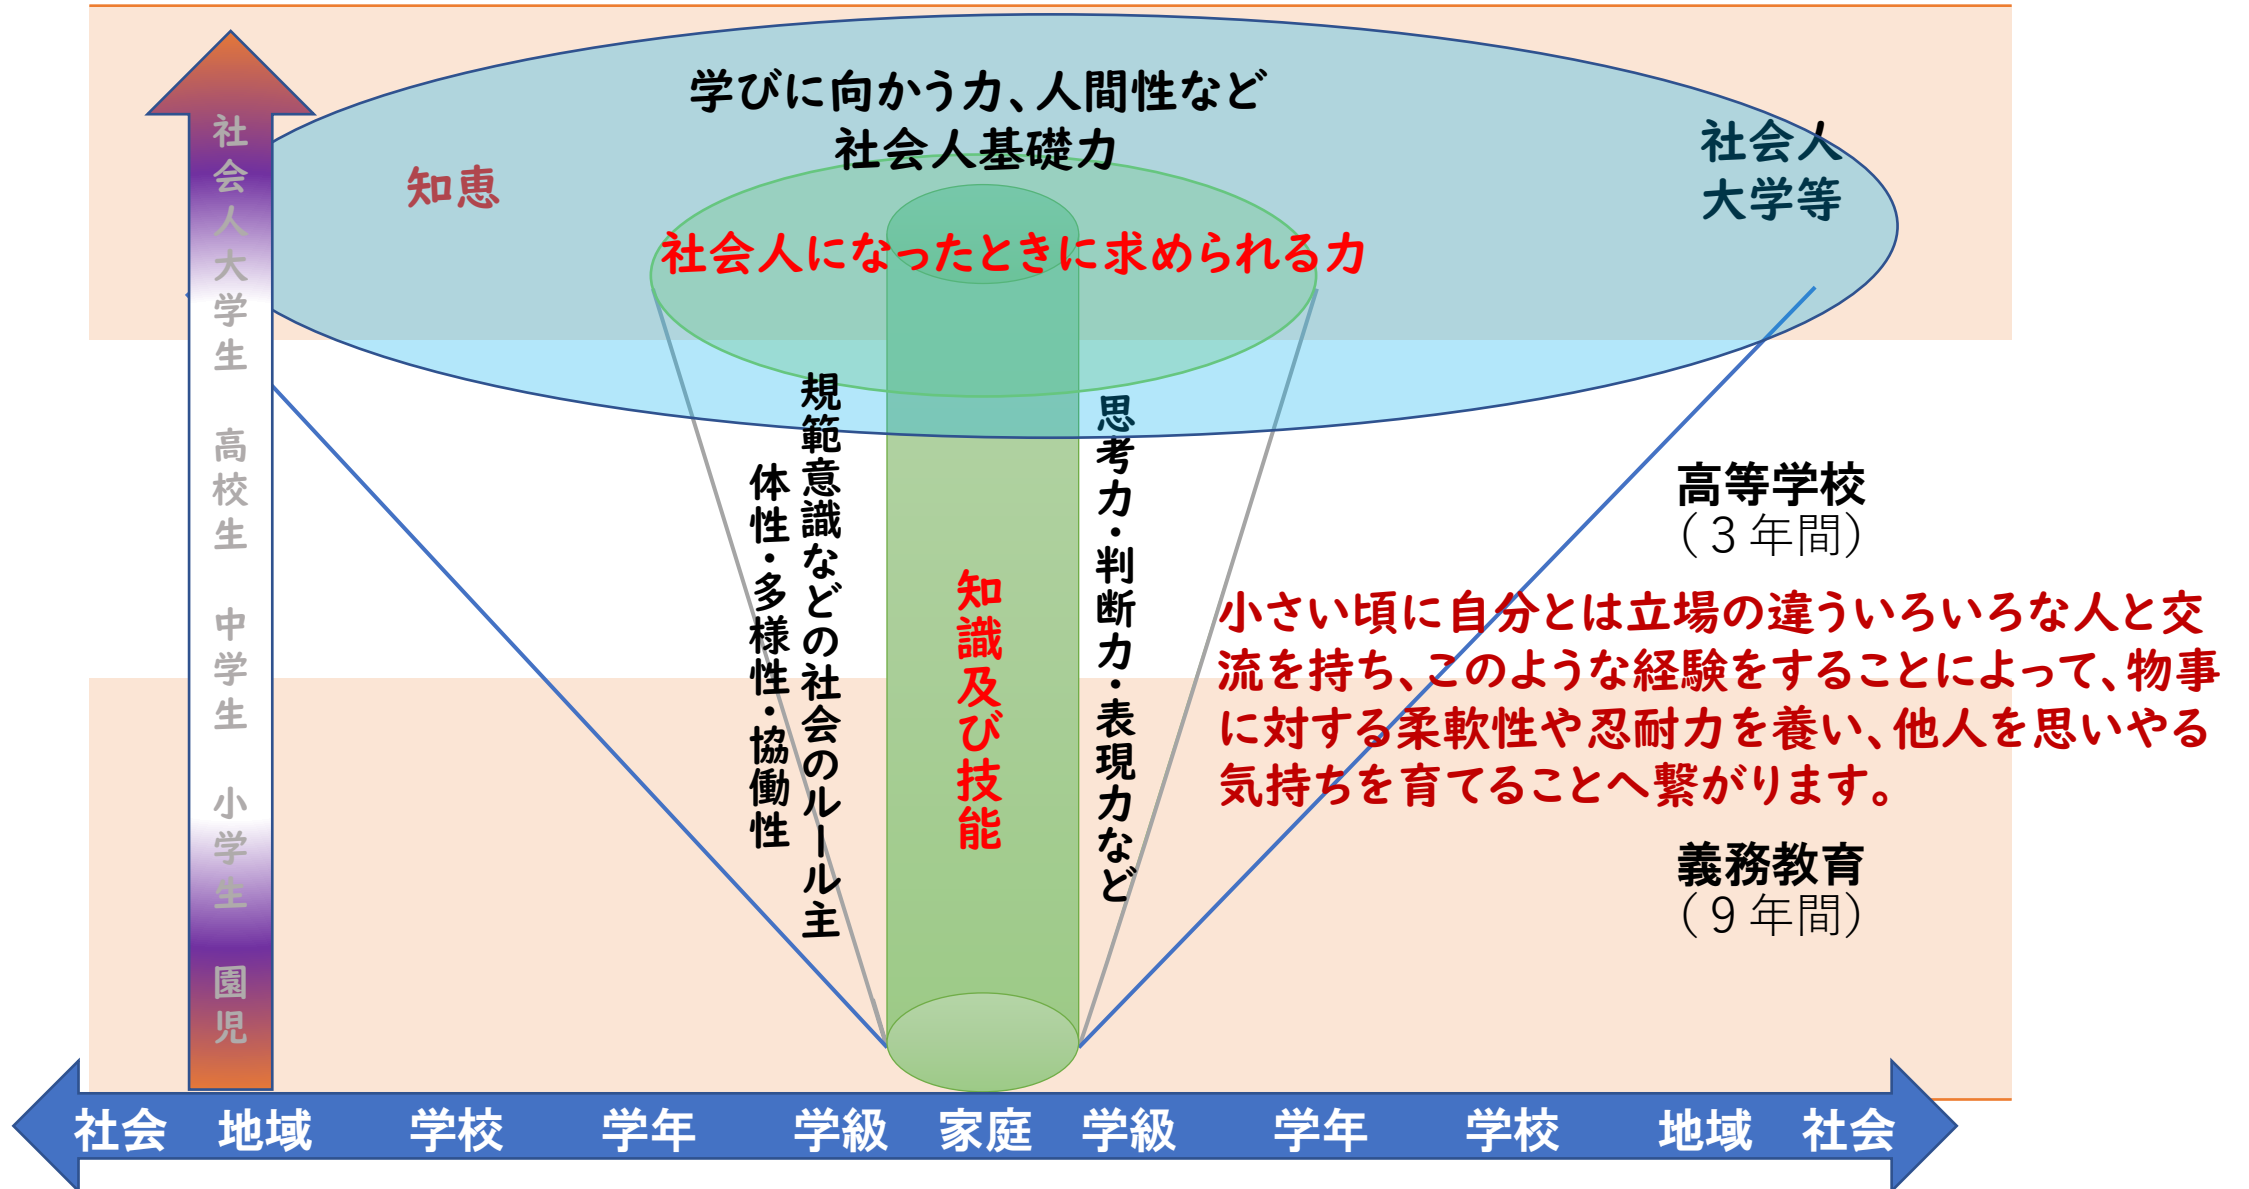 学びに向かう力、人間性など
社会人基礎力
知恵
社会人
大学等
社会人になったときに求められる力
社会人大学生　高校生　中学生　小学生　園児
規範意識などの社会のルール主
体性・多様性・協働性
知識及び技能
思考力・判断力・表現力など
高等学校
（３年間）
小さい頃に自分とは立場の違ういろいろな人と交
流を持ち、このような経験をすることによって、物事
に対する柔軟性や忍耐力を養い、他人を思いやる
気持ちを育てることへ繋がります。
義務教育
（９年間）
社会　地域　学校　学年　学級　家庭　学級　学年　学校　地域　社会